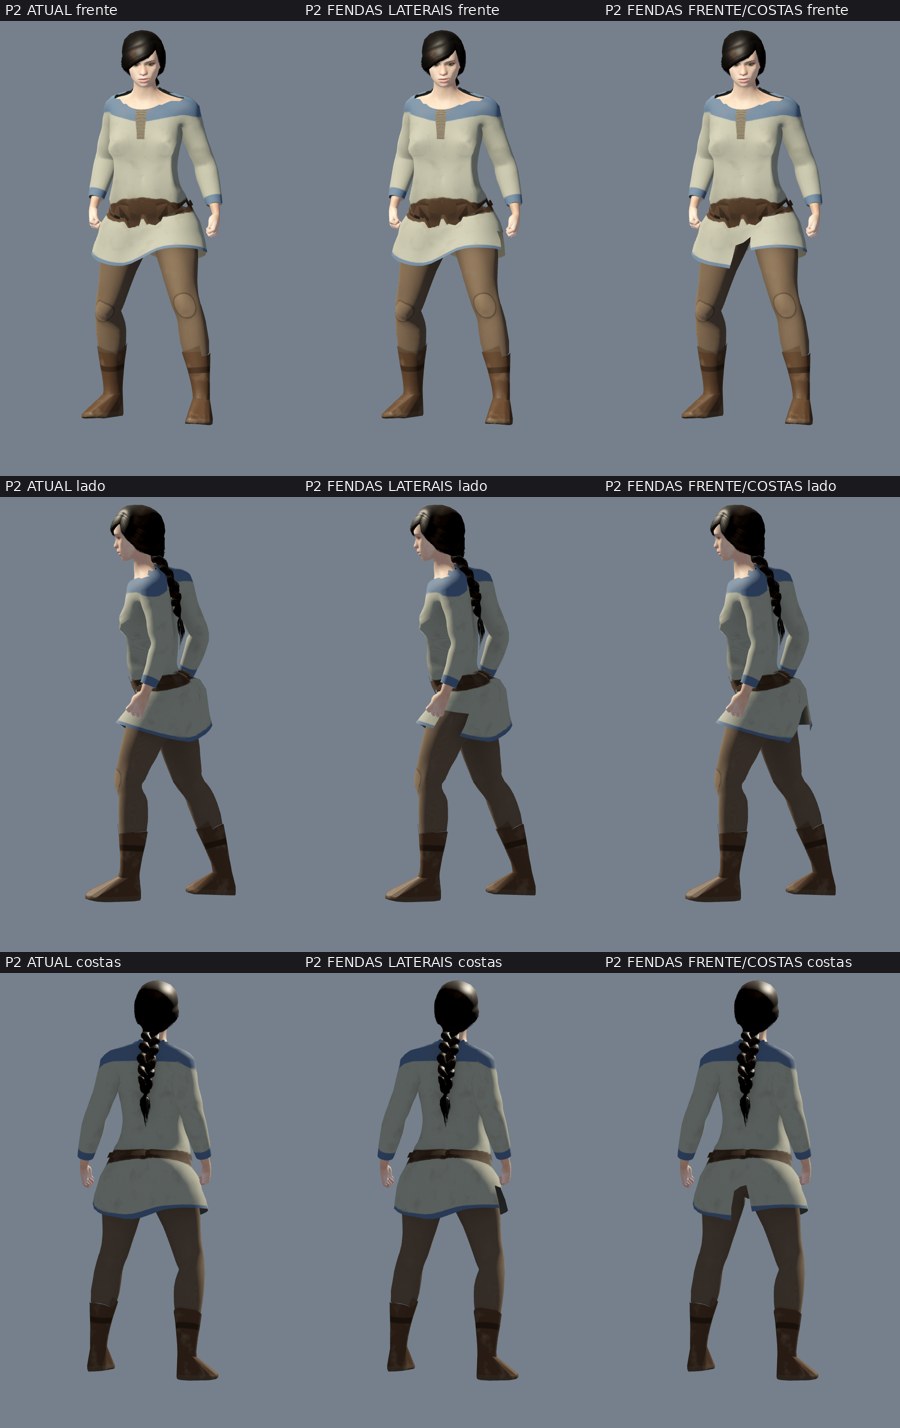 P2 ATUAL frente
P2 FENDAS LATERAIS frente
P2 FENDAS FRENTE/COSTAS frente
P2 ATUAL lado
P2 FENDAS LATERAIS lado
P2 FENDAS FRENTE/COSTAS lado
P2 ATUAL costas
P2 FENDAS LATERAIS costas
P2 FENDAS FRENTE/COSTAS costas